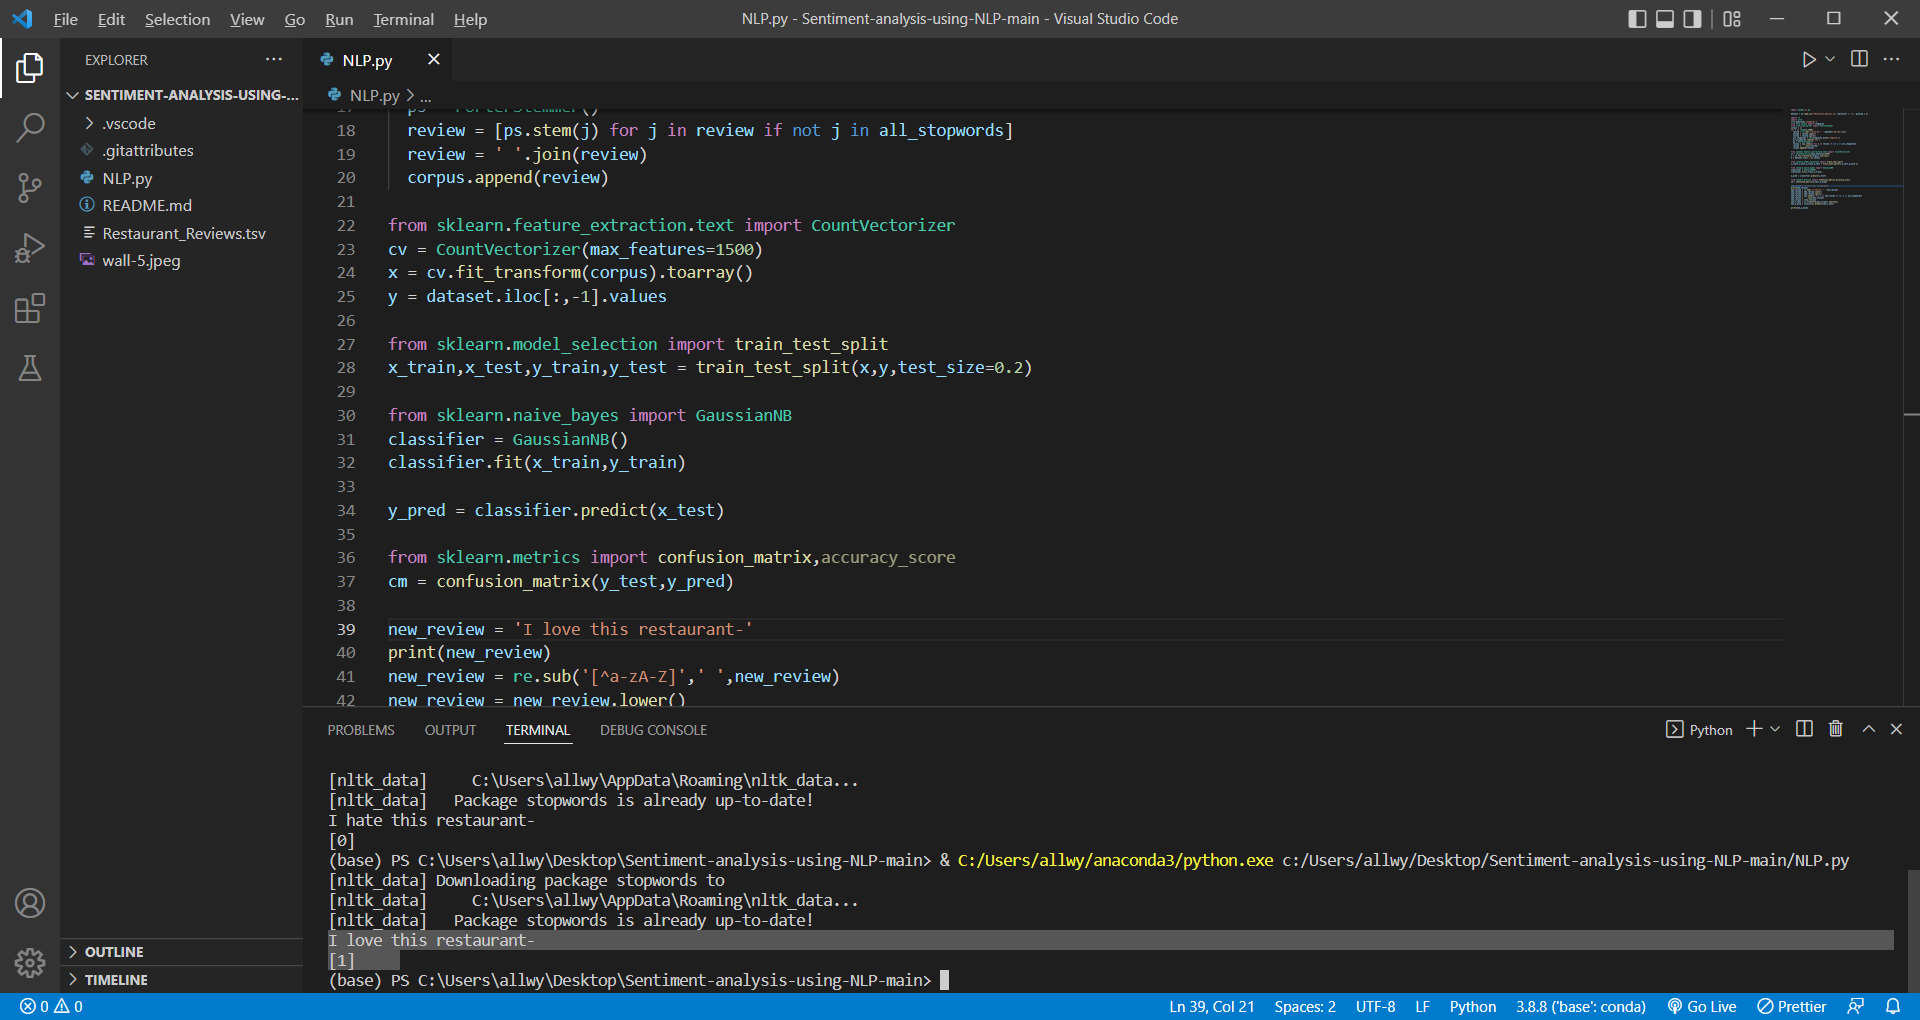 File Edit Selection View Go Run Terminal Help
NLP.py - Sentiment-analysis-using-NLP-main - Visual Studio Code
EXPLORER
SENTIMENT-ANALYSIS-USING-...
.vscode
.gitattributes
NLP.py
README.md
Restaurant_Reviews.tsv
wall-5.jpeg
OUTLINE
TIMELINE
NLP.py
NLP.py > ...
17 ps = PorterStemmer()
18 review = [ps.stem(j) for j in review if not j in all_stopwords]
19 review = ' '.join(review)
20 corpus.append(review)
21
22 from sklearn.feature_extraction.text import CountVectorizer
23 cv = CountVectorizer(max_features=1500)
24 x = cv.fit_transform(corpus).toarray()
25 y = dataset.iloc[:,-1].values
26
27 from sklearn.model_selection import train_test_split
28 x_train,x_test,y_train,y_test = train_test_split(x,y,test_size=0.2)
29
30 from sklearn.naive_bayes import GaussianNB
31 classifier = GaussianNB()
32 classifier.fit(x_train,y_train)
33
34 y_pred = classifier.predict(x_test)
35
36 from sklearn.metrics import confusion_matrix,accuracy_score
37 cm = confusion_matrix(y_test,y_pred)
38
39 new_review = 'I love this restaurant-'
40 print(new_review)
41 new_review = re.sub('[^a-zA-Z]',' ',new_review)
42 new_review = new_review.lower()
PROBLEMS OUTPUT TERMINAL DEBUG CONSOLE
Python
[nltk_data]     C:\Users\allwy\AppData\Roaming\nltk_data...
[nltk_data]   Package stopwords is already up-to-date!
I hate this restaurant-
[0]
(base) PS C:\Users\allwy\Desktop\Sentiment-analysis-using-NLP-main> & C:/Users/allwy/anaconda3/python.exe c:/Users/allwy/Desktop/Sentiment-analysis-using-NLP-main/NLP.py
[nltk_data] Downloading package stopwords to
[nltk_data]     C:\Users\allwy\AppData\Roaming\nltk_data...
[nltk_data]   Package stopwords is already up-to-date!
I love this restaurant-
[1]
(base) PS C:\Users\allwy\Desktop\Sentiment-analysis-using-NLP-main>
0 0
Ln 39, Col 21 Spaces: 2 UTF-8 LF Python 3.8.8 ('base': conda) Go Live Prettier